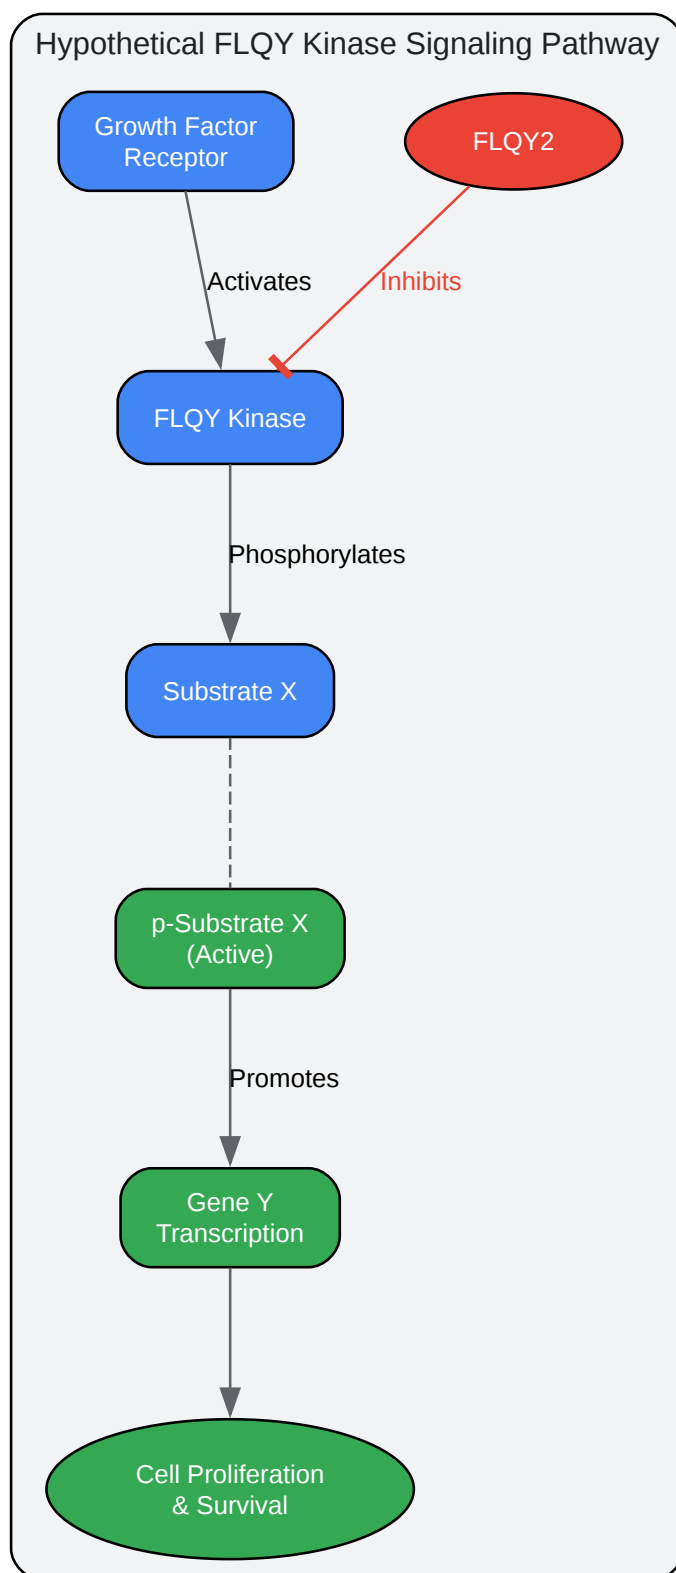 Hypothetical FLQY Kinase Signaling Pathway
Growth Factor
Receptor
FLQY2
Activates
Inhibits
FLQY Kinase
Phosphorylates
Substrate X
p-Substrate X
(Active)
Promotes
Gene Y
Transcription
Cell Proliferation
& Survival